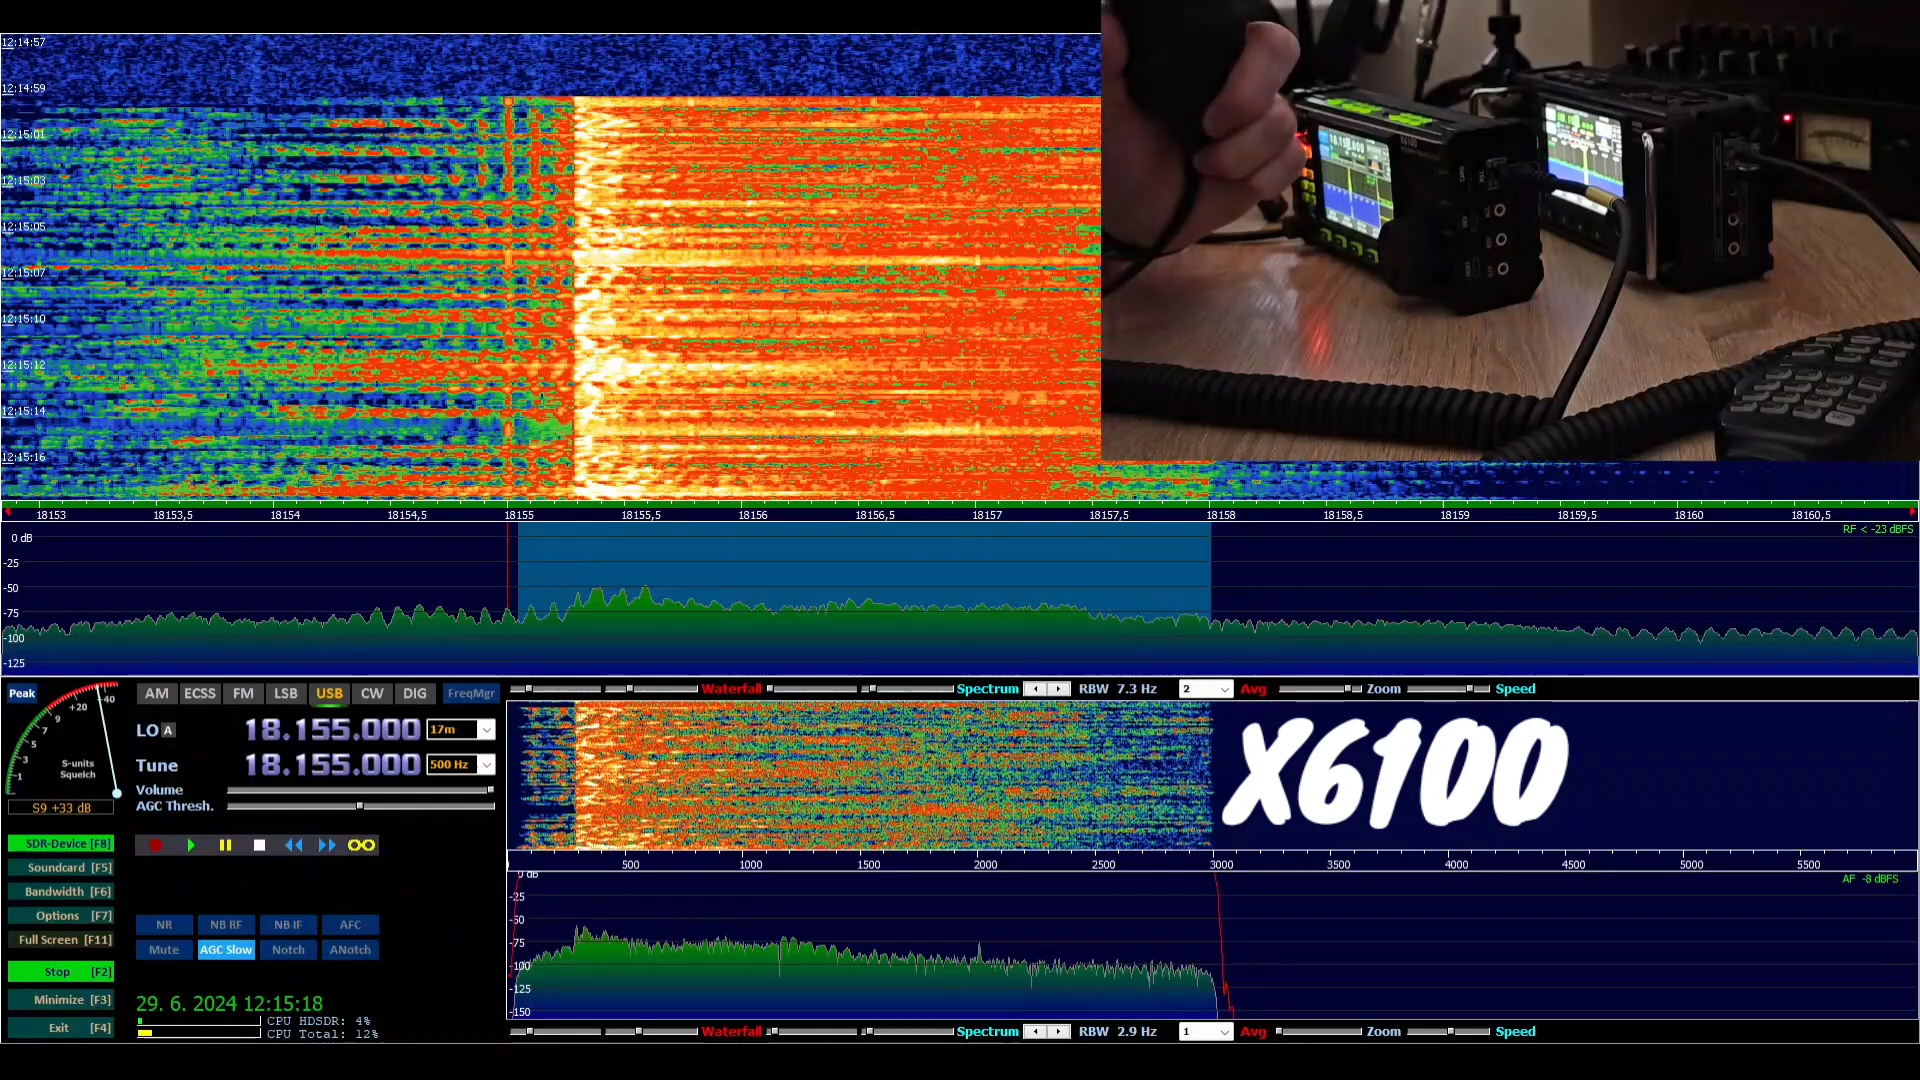 12:14:57
12:14:59
12:15:01
12:15:03
12:15:05
12:15:07
12:15:10
12:15:12
12:15:14
12:15:16
18153 18153,5 18154 18154,5 18155 18155,5 18156 18156,5 18157 18157,5 18158 18158,5 18159 18159,5 18160 18160,5
RF < -23 dBFS
0 dB
-25
-50
-75
-100
-125
Peak
1 3 5 7 9 +20 +40
S-units
Squelch
S9 +33 dB
AM ECSS FM LSB USB CW DIG FreqMgr
LO A 18.155.000 17m
Tune 18.155.000 500 Hz
Volume
AGC Thresh.
Waterfall Spectrum RBW 7.3 Hz 2 Avg Zoom Speed
X6100
SDR-Device [F8]
Soundcard [F5]
Bandwidth [F6]
Options [F7]
Full Screen [F11]
Stop [F2]
Minimize [F3]
Exit [F4]
NR NB RF NB IF AFC
Mute AGC Slow Notch ANotch
29. 6. 2024 12:15:18
CPU HDSDR: 4%
CPU Total: 12%
500 1000 1500 2000 2500 3000 3500 4000 4500 5000 5500
AF -8 dBFS
0 dB
-25
-50
-75
-100
-125
-150
Waterfall Spectrum RBW 2.9 Hz 1 Avg Zoom Speed